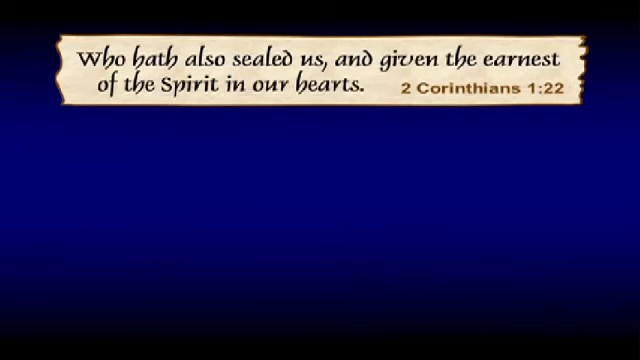 Who hath also sealed us, and given the earnest
of the Spirit in our hearts. 2 Corinthians 1:22